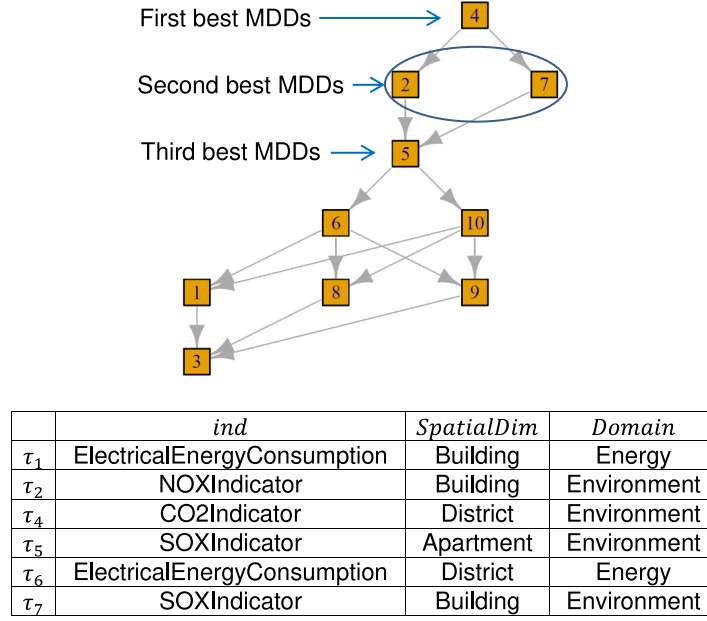 First best MDDs
4
Second best MDDs
2 7
Third best MDDs
5
6 10
1 8 9
3
ind SpatialDim Domain
τ1 ElectricalEnergyConsumption Building Energy
τ2 NOXIndicator Building Environment
τ4 CO2Indicator District Environment
τ5 SOXIndicator Apartment Environment
τ6 ElectricalEnergyConsumption District Energy
τ7 SOXIndicator Building Environment